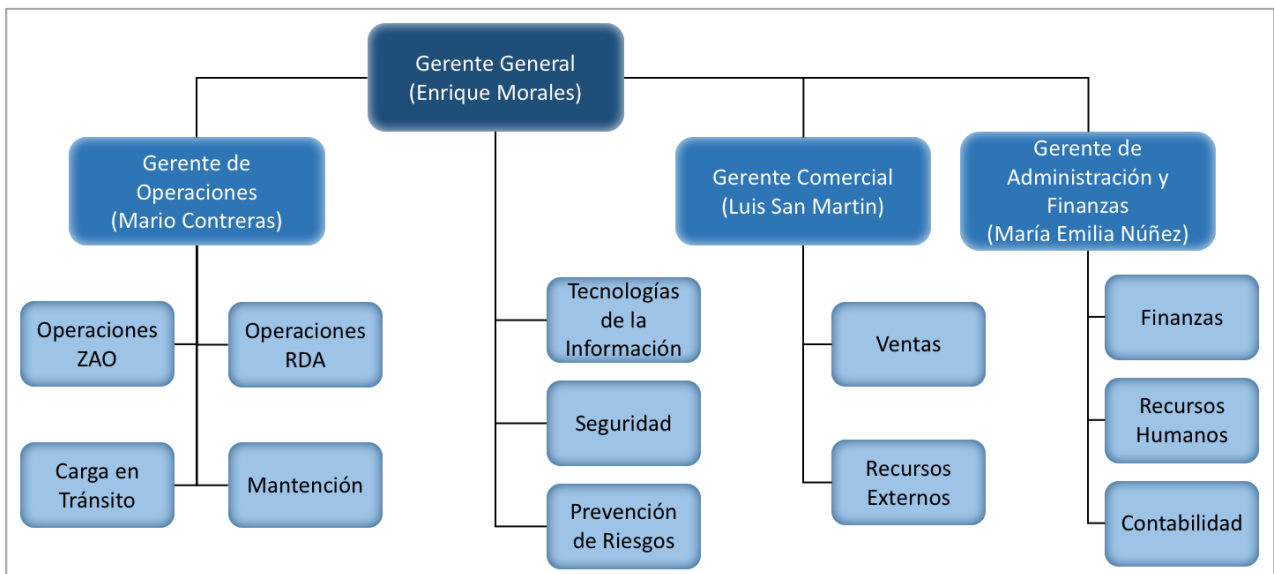 Gerente General
(Enrique Morales)
Gerente de
Operaciones
(Mario Contreras)
Gerente Comercial
(Luis San Martin)
Gerente de
Administración y
Finanzas
(María Emilia Núñez)
Operaciones
ZAO
Operaciones
RDA
Carga en
Tránsito
Mantención
Tecnologías
de la
Información
Seguridad
Prevención
de Riesgos
Ventas
Recursos
Externos
Finanzas
Recursos
Humanos
Contabilidad